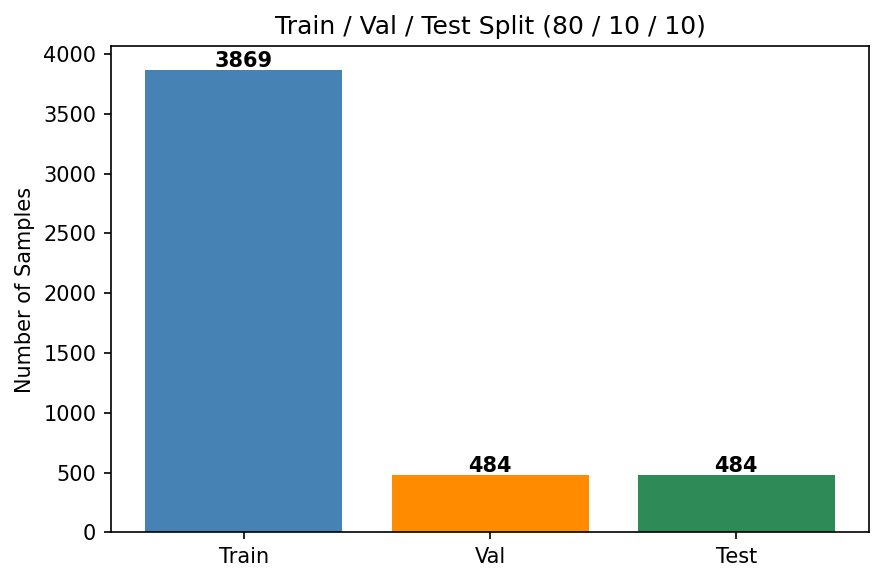 Train / Val / Test Split (80 / 10 / 10)
Number of Samples
4000
3500
3000
2500
2000
1500
1000
500
0
3869
484
484
Train
Val
Test